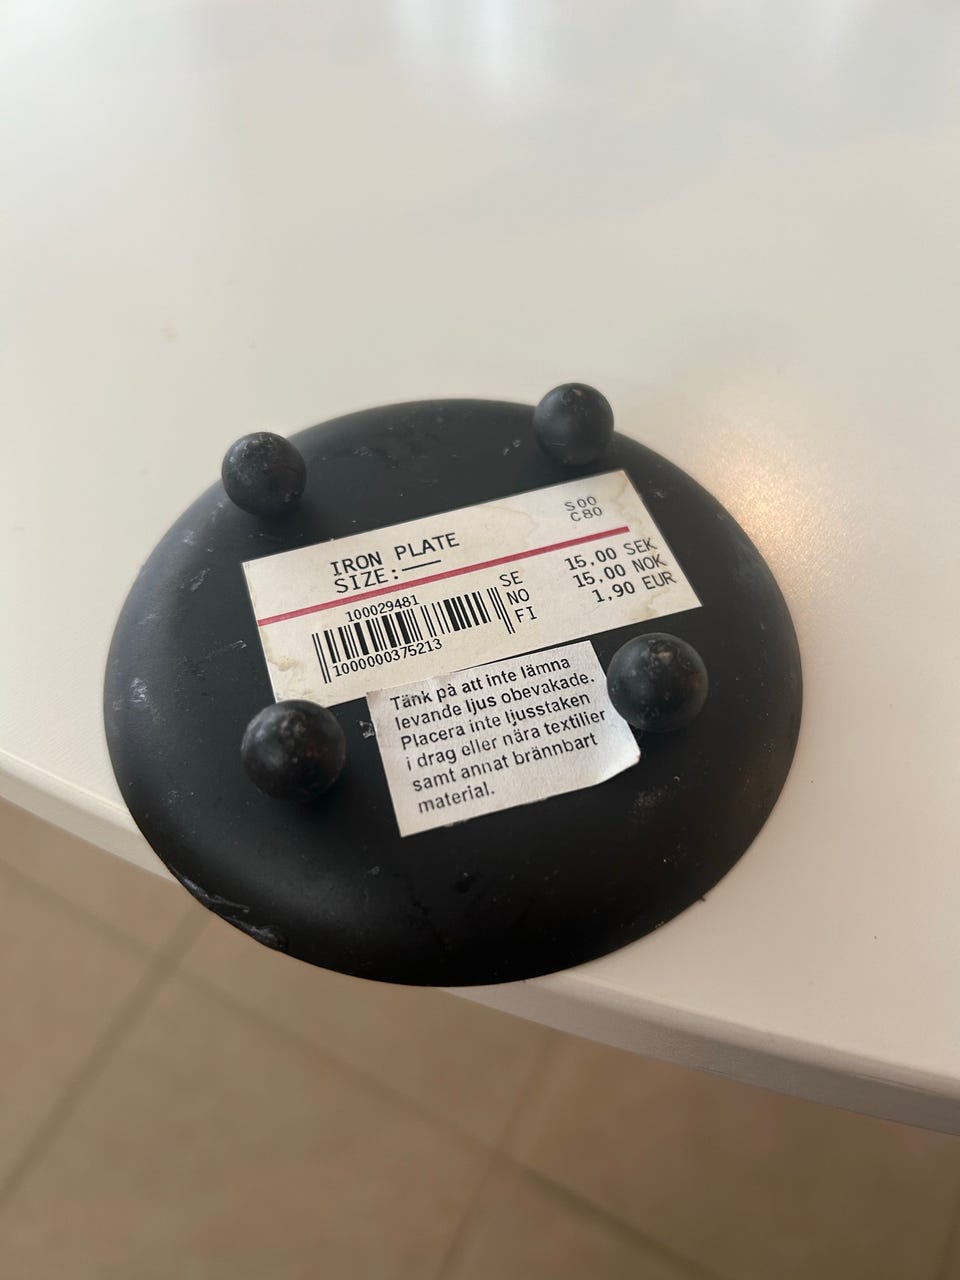 S00
C80
IRON PLATE
SIZE:
100029481
1000000375213
SE 15,00 SEK
NO 15,00 NOK
FI 1,90 EUR
Tänk på att inte lämna
levande ljus obevakade.
Placera inte ljusstaken
i drag eller nära textilier
samt annat brännbart
material.